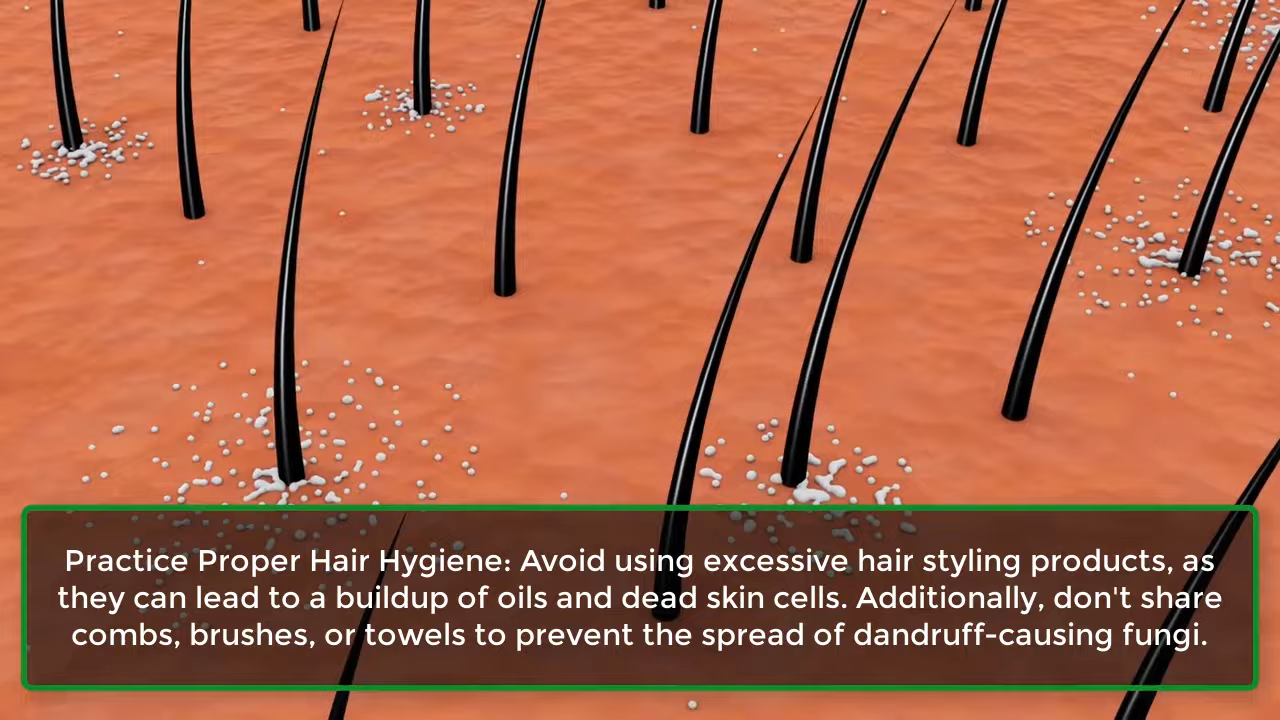 Practice Proper Hair Hygiene: Avoid using excessive hair styling products, as
they can lead to a buildup of oils and dead skin cells. Additionally, don't share
combs, brushes, or towels to prevent the spread of dandruff-causing fungi.